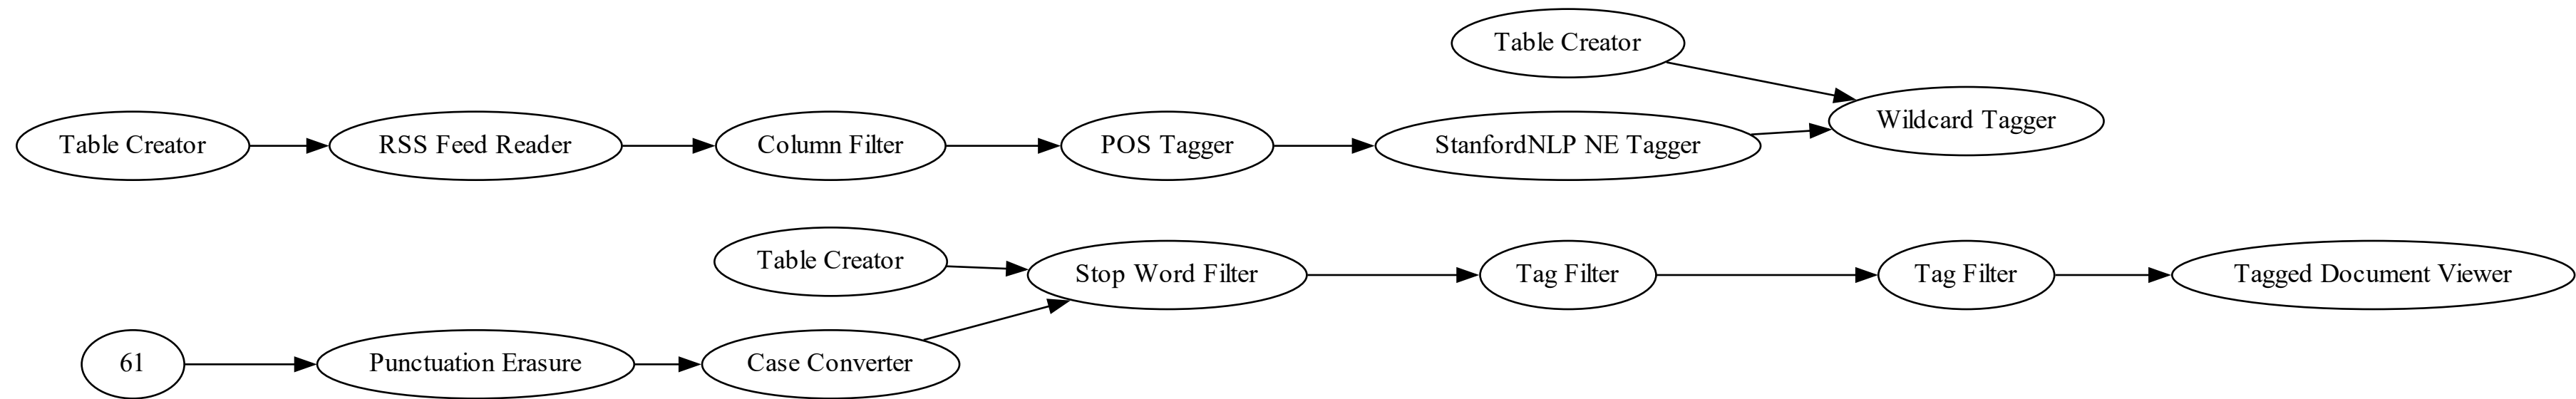 Table Creator
Table Creator
RSS Feed Reader
Column Filter
POS Tagger
StanfordNLP NE Tagger
Wildcard Tagger
Table Creator
Stop Word Filter
Tag Filter
Tag Filter
Tagged Document Viewer
61
Punctuation Erasure
Case Converter